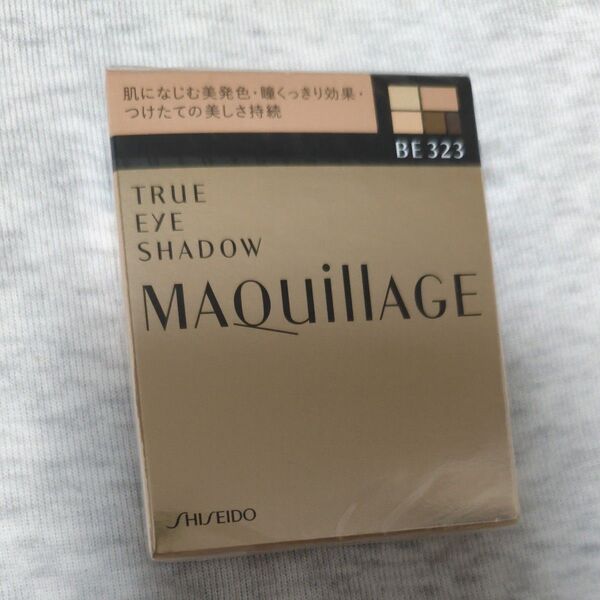 肌になじむ美発色・瞳くっきり効果・
つけたての美しさ持続
BE 323
TRUE
EYE
SHADOW
MAQuillAGE
SHISEIDO